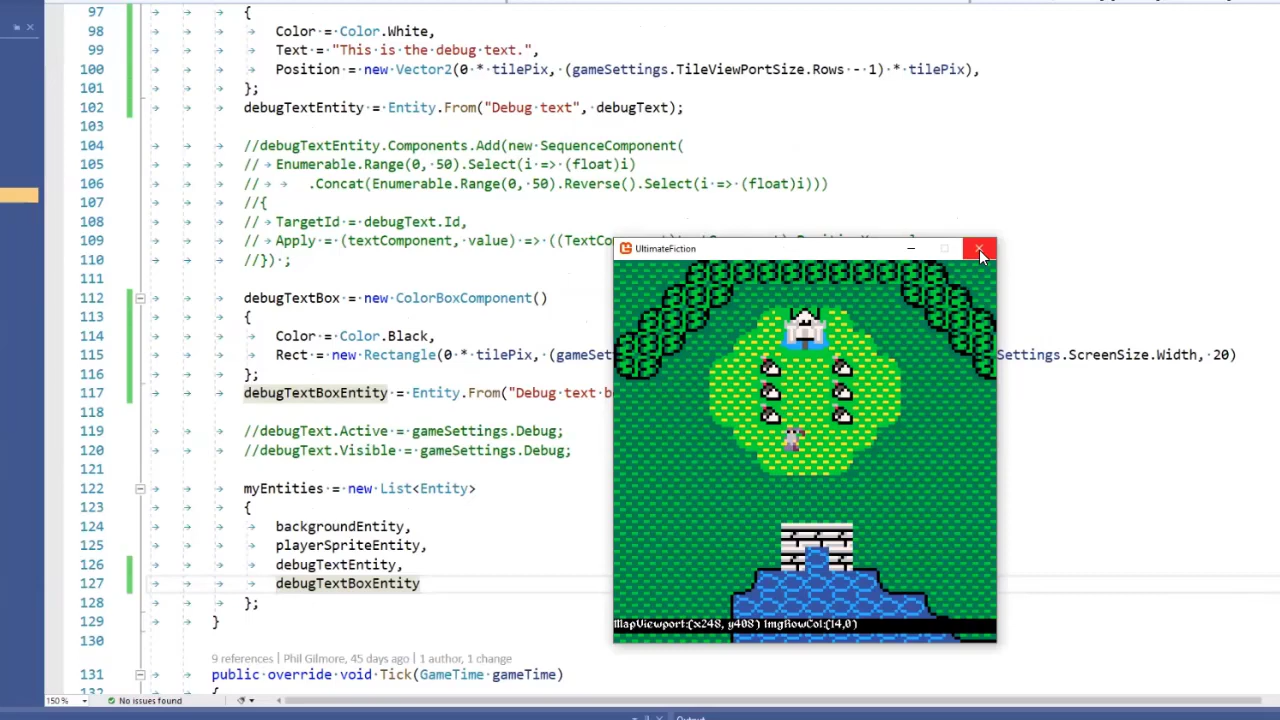 97 {
98 Color = Color.White,
99 Text = "This is the debug text.",
100 Position = new Vector2(0 * tilePix, (gameSettings.TileViewPortSize.Rows - 1) * tilePix),
101 };
102 debugTextEntity = Entity.From("Debug text", debugText);
103
104 //debugTextEntity.Components.Add(new SequenceComponent(
105 // Enumerable.Range(0, 50).Select(i => (float)i)
106 // .Concat(Enumerable.Range(0, 50).Reverse().Select(i => (float)i)))
107 //{
108 // TargetId = debugText.Id,
109 // Apply = (textComponent, value) => ((TextCom
110 //}) ;
111
112 debugTextBox = new ColorBoxComponent()
113 {
114 Color = Color.Black,
115 Rect = new Rectangle(0 * tilePix, (gameSet Settings.ScreenSize.Width, 20)
116 };
117 debugTextBoxEntity = Entity.From("Debug text b
118
119 //debugText.Active = gameSettings.Debug;
120 //debugText.Visible = gameSettings.Debug;
121
122 myEntities = new List<Entity>
123 {
124 backgroundEntity,
125 playerSpriteEntity,
126 debugTextEntity,
127 debugTextBoxEntity
128 };
129 }
130
9 references | Phil Gilmore, 45 days ago | 1 author, 1 change
131 public override void Tick(GameTime gameTime)
132 {
UltimateFiction
MapViewport:(x248, y408) ImgRowCol:(14,0)
150 % No issues found
Output